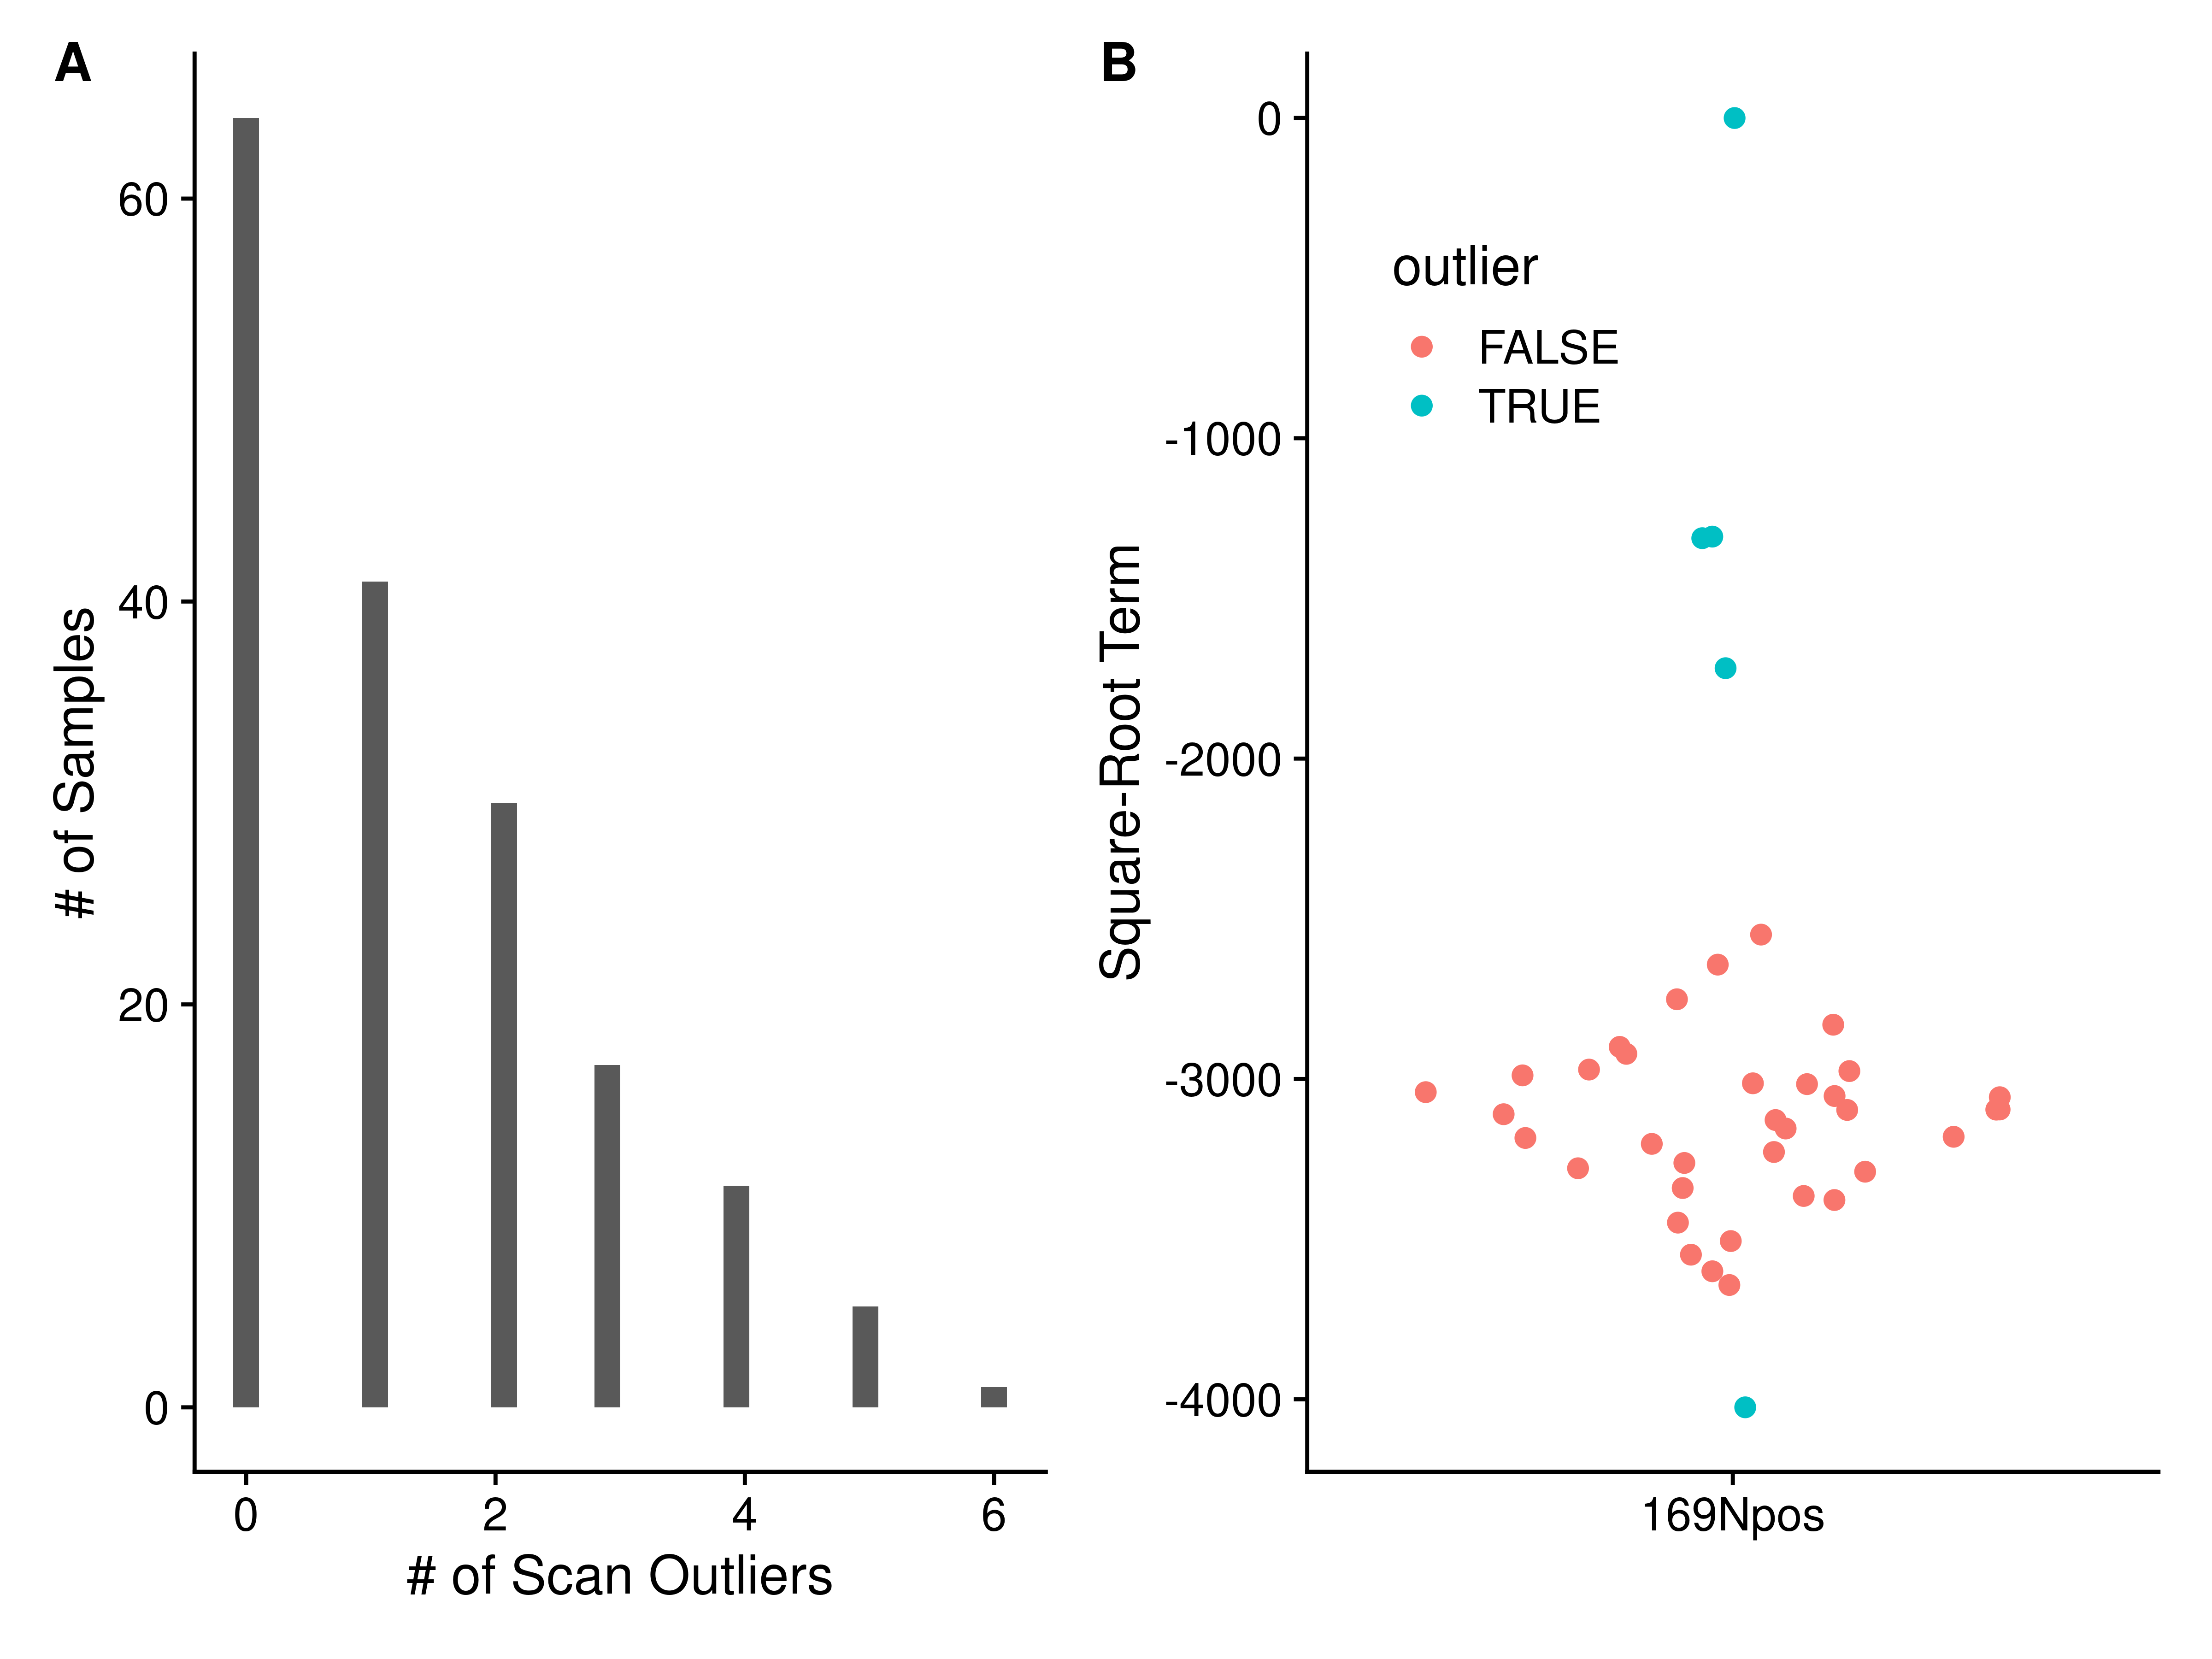 A
# of Samples
60
40
20
0
0 2 4 6
# of Scan Outliers
B
Square-Root Term
0
-1000
-2000
-3000
-4000
outlier
FALSE
TRUE
169Npos